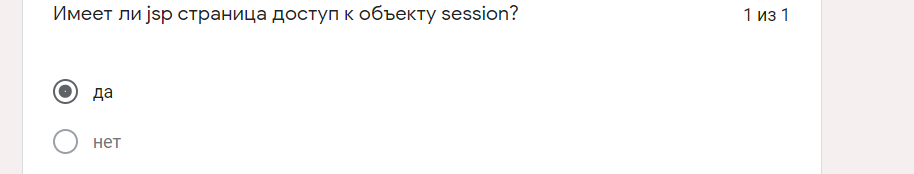 Имеет ли jsp страница доступ к объекту session?
1 из 1
да
нет